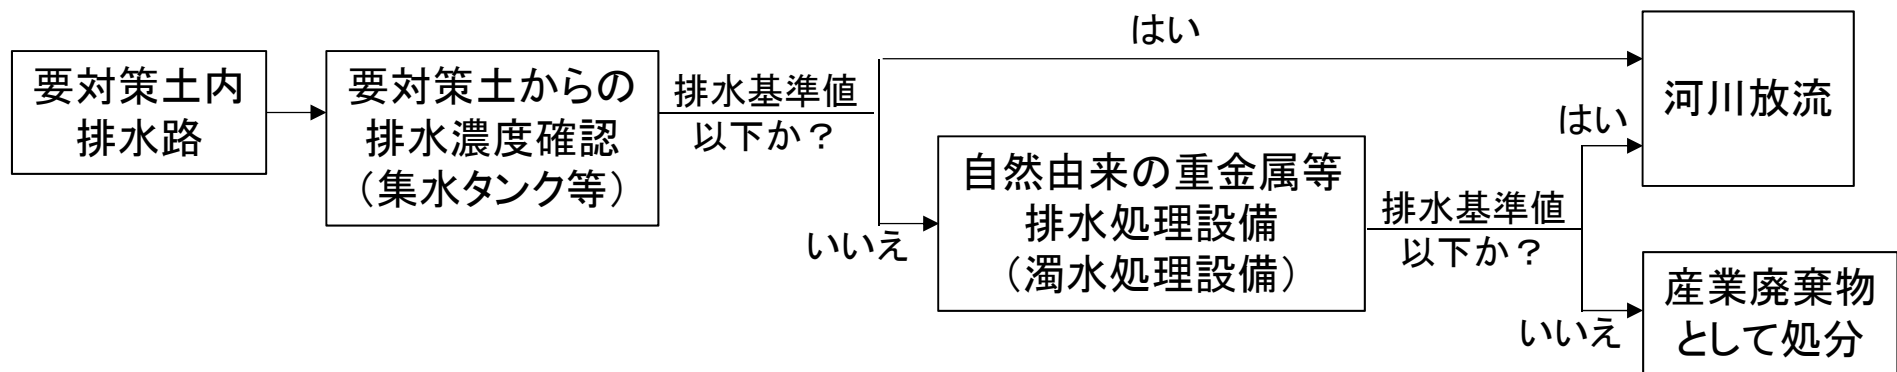 要対策土内
排水路
要対策土からの
排水濃度確認
（集水タンク等）
排水基準値
以下か？
はい
いいえ
自然由来の重金属等
排水処理設備
（濁水処理設備）
排水基準値
以下か？
はい
いいえ
河川放流
産業廃棄物
として処分